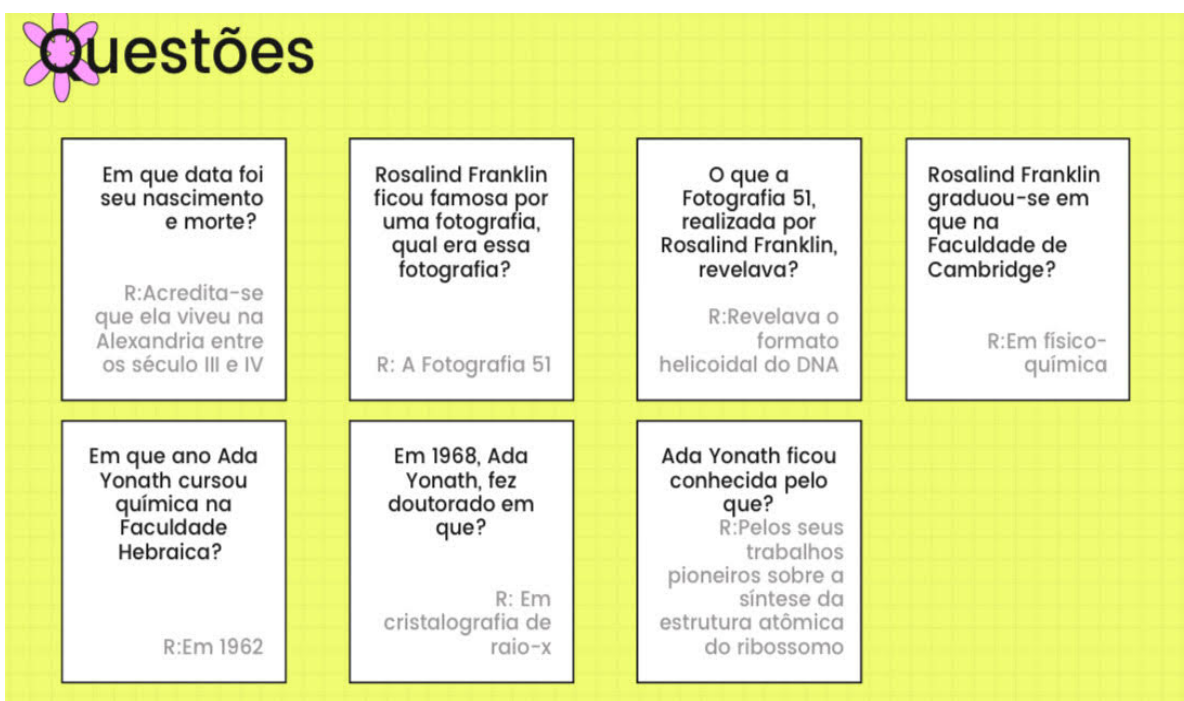 Questões
Em que data foi
seu nascimento
e morte?
R:Acredita-se
que ela viveu na
Alexandria entre
os século III e IV
Rosalind Franklin
ficou famosa por
uma fotografia,
qual era essa
fotografia?
R: A Fotografia 51
O que a
Fotografia 51,
realizada por
Rosalind Franklin,
revelava?
R:Revelava o
formato
helicoidal do DNA
Rosalind Franklin
graduou-se em
que na
Faculdade de
Cambridge?
R:Em físico-
química
Em que ano Ada
Yonath cursou
química na
Faculdade
Hebraica?
R:Em 1962
Em 1968, Ada
Yonath, fez
doutorado em
que?
R: Em
cristalografia de
raio-x
Ada Yonath ficou
conhecida pelo
que?
R:Pelos seus
trabalhos
pioneiros sobre a
síntese da
estrutura atômica
do ribossomo